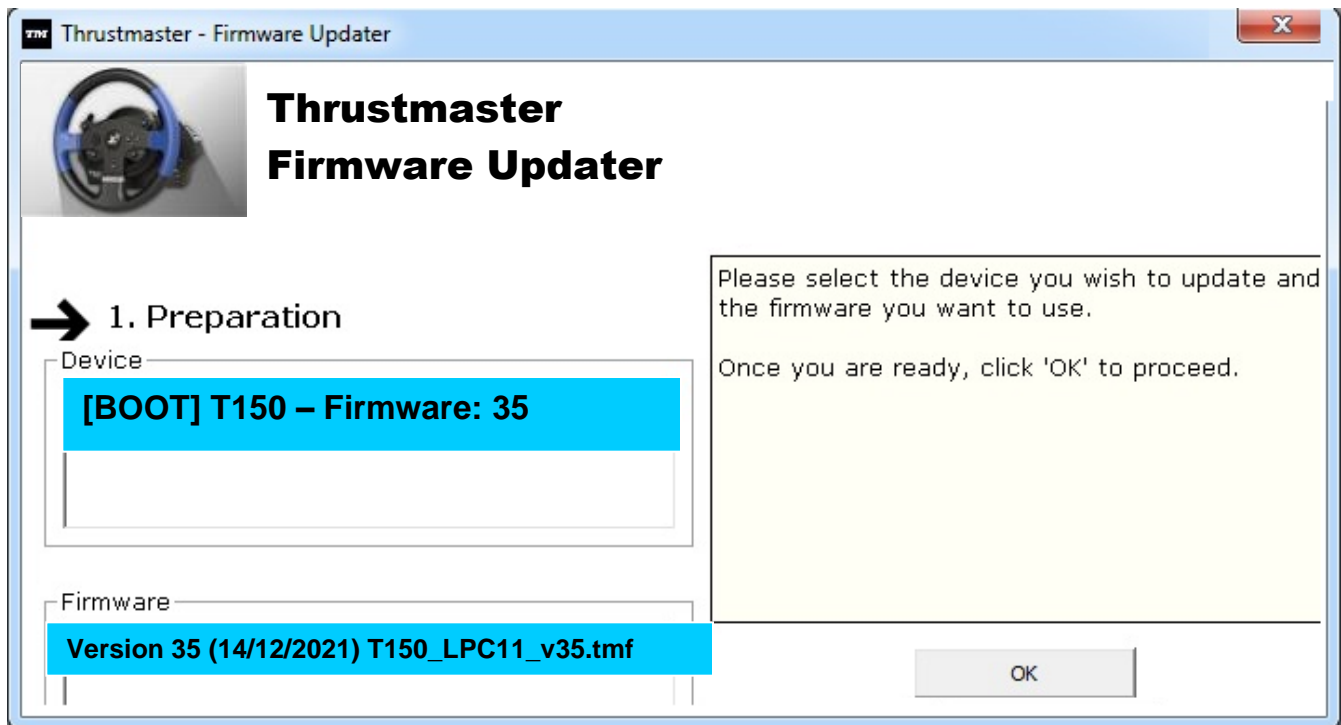 TM Thrustmaster - Firmware Updater
X
Thrustmaster
Firmware Updater
1. Preparation
Device
[BOOT] T150 – Firmware: 35
Firmware
Version 35 (14/12/2021) T150_LPC11_v35.tmf
Please select the device you wish to update and
the firmware you want to use.
Once you are ready, click 'OK' to proceed.
OK